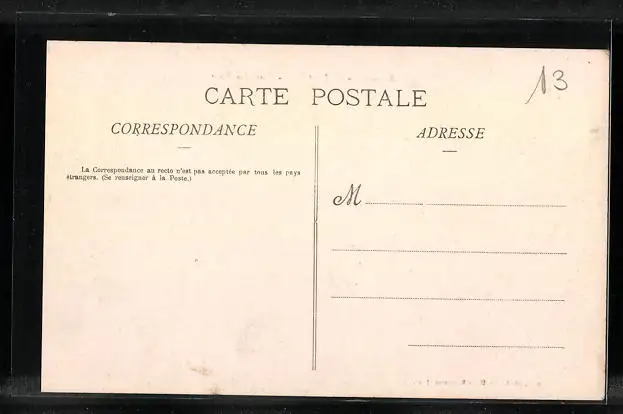 13
CARTE POSTALE
CORRESPONDANCE
La Correspondance au recto n'est pas acceptée par tous les pays
étrangers. (Se renseigner à la Poste.)
ADRESSE
M